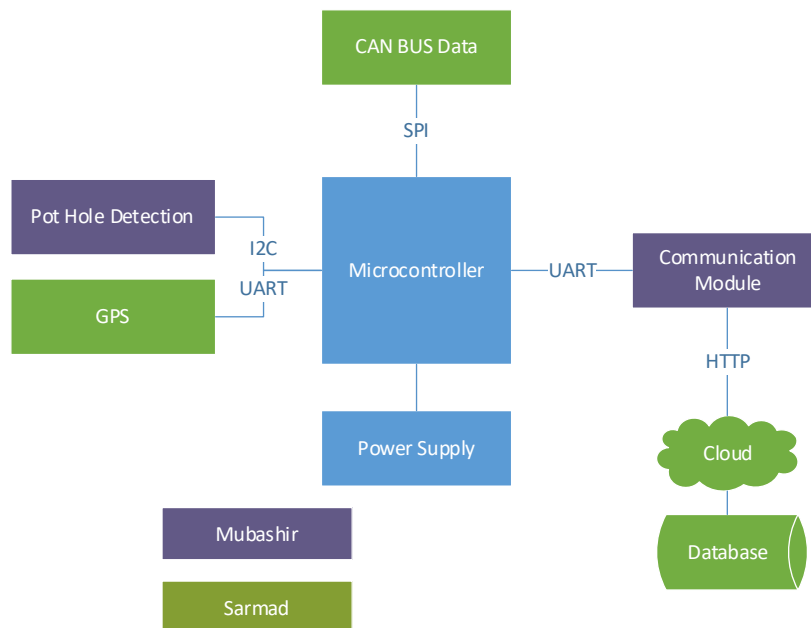 CAN BUS Data
SPI
Pot Hole Detection
I2C
Microcontroller
UART
Communication
Module
UART
GPS
HTTP
Power Supply
Cloud
Mubashir
Database
Sarmad